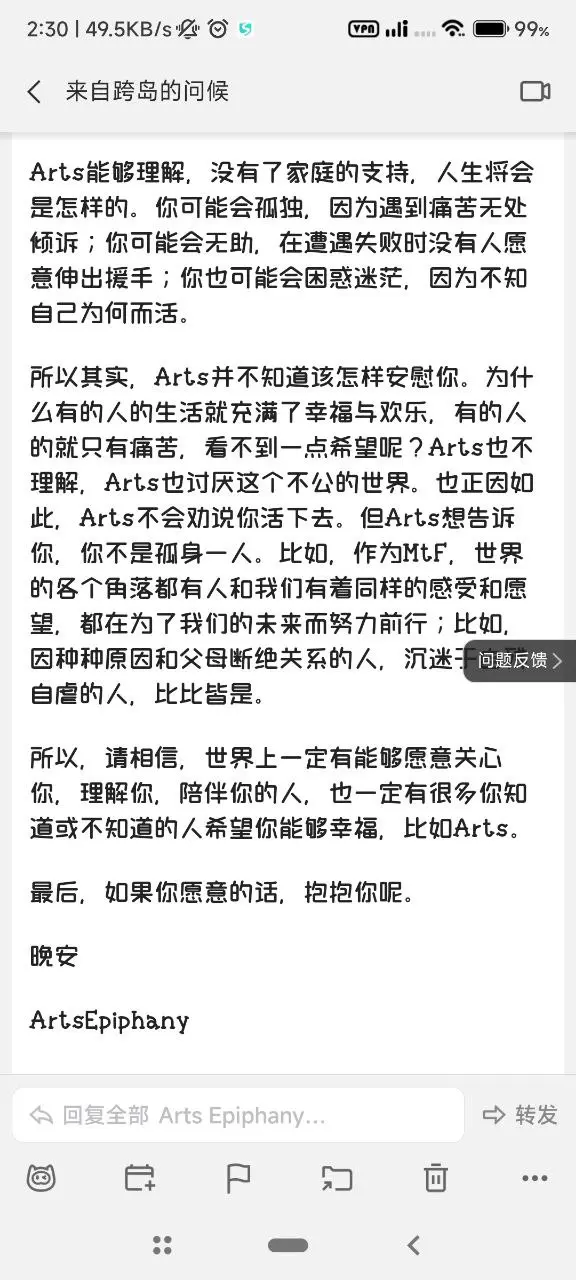 2:30 | 49.5KB/s
VPN
99%
来自跨岛的问候
Arts能够理解，没有了家庭的支持，人生将会
是怎样的。你可能会孤独，因为遇到痛苦无处
倾诉；你可能会无助，在遭遇失败时没有人愿
意伸出援手；你也可能会困惑迷茫，因为不知
自己为何而活。
所以其实，Arts并不知道该怎样安慰你。为什
么有的人的生活就充满了幸福与欢乐，有的人
的就只有痛苦，看不到一点希望呢？Arts也不
理解，Arts也讨厌这个不公的世界。也正因如
此，Arts不会劝说你活下去。但Arts想告诉
你，你不是孤身一人。比如，作为MtF，世界
的各个角落都有人和我们有着同样的感受和愿
望，都在为了我们的未来而努力前行；比如，
因种种原因和父母断绝关系的人，沉迷于
问题反馈
自虐的人，比比皆是。
所以，请相信，世界上一定有能够愿意关心
你，理解你，陪伴你的人，也一定有很多你知
道或不知道的人希望你能够幸福，比如Arts。
最后，如果你愿意的话，抱抱你呢。
晚安
ArtsEpiphany
回复全部 Arts Epiphany...
转发